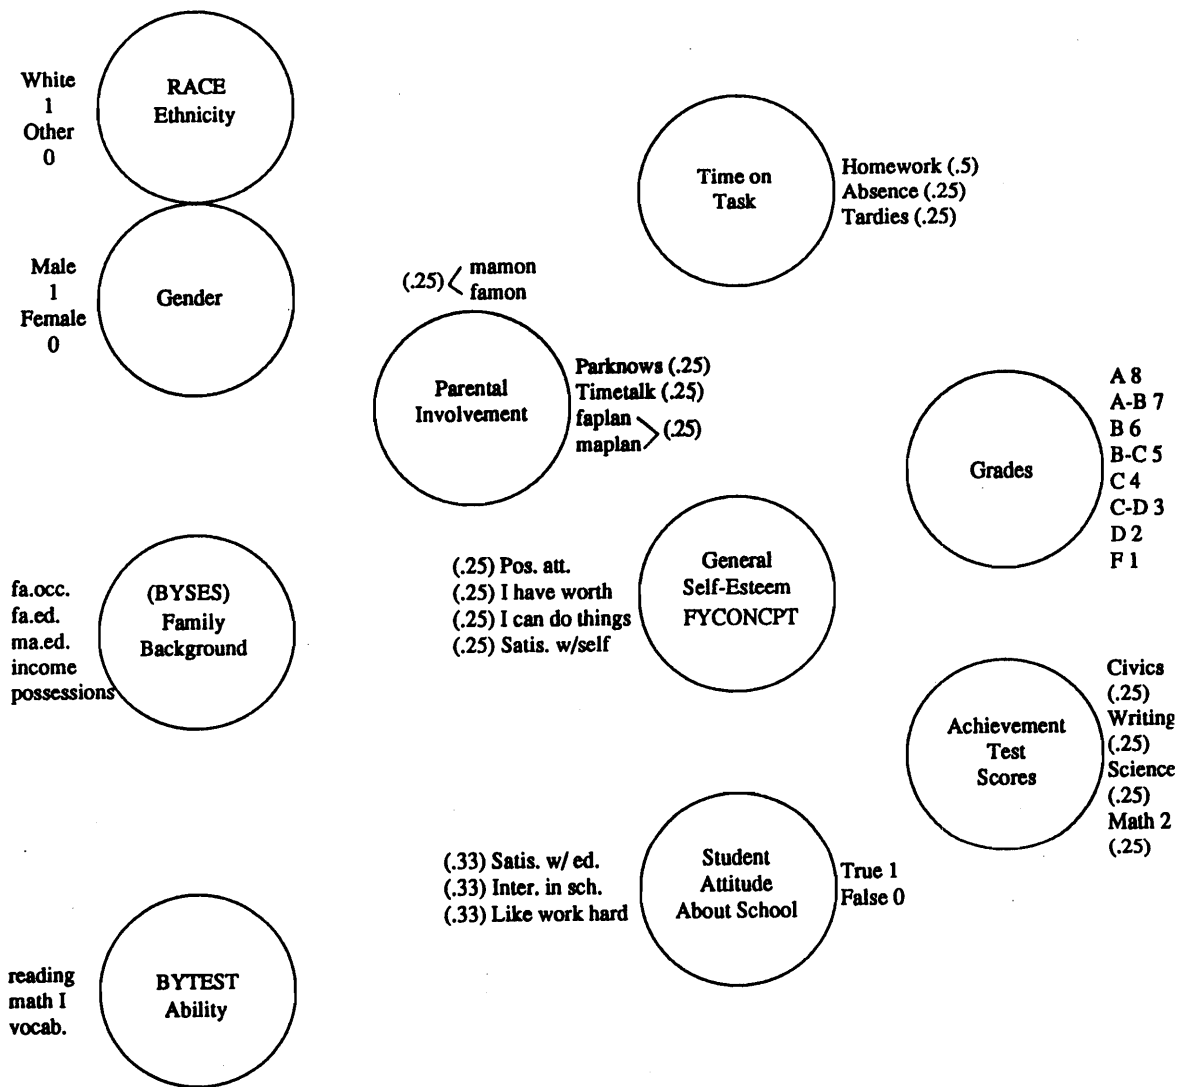 White
1
Other
0
RACE
Ethnicity
Male
1
Female
0
Gender
Time on
Task
Homework (.5)
Absence (.25)
Tardies (.25)
(.25)
mamon
famon
Parental
Involvement
Parknows (.25)
Timetalk (.25)
faplan
maplan
(.25)
Grades
A 8
A-B 7
B 6
B-C 5
C 4
C-D 3
D 2
F 1
fa.occ.
fa.ed.
ma.ed.
income
possessions
(BYSES)
Family
Background
(.25) Pos. att.
(.25) I have worth
(.25) I can do things
(.25) Satis. w/self
General
Self-Esteem
FYCONCPT
Achievement
Test
Scores
Civics
(.25)
Writing
(.25)
Science
(.25)
Math 2
(.25)
(.33) Satis. w/ ed.
(.33) Inter. in sch.
(.33) Like work hard
Student
Attitude
About School
True 1
False 0
reading
math I
vocab.
BYTEST
Ability